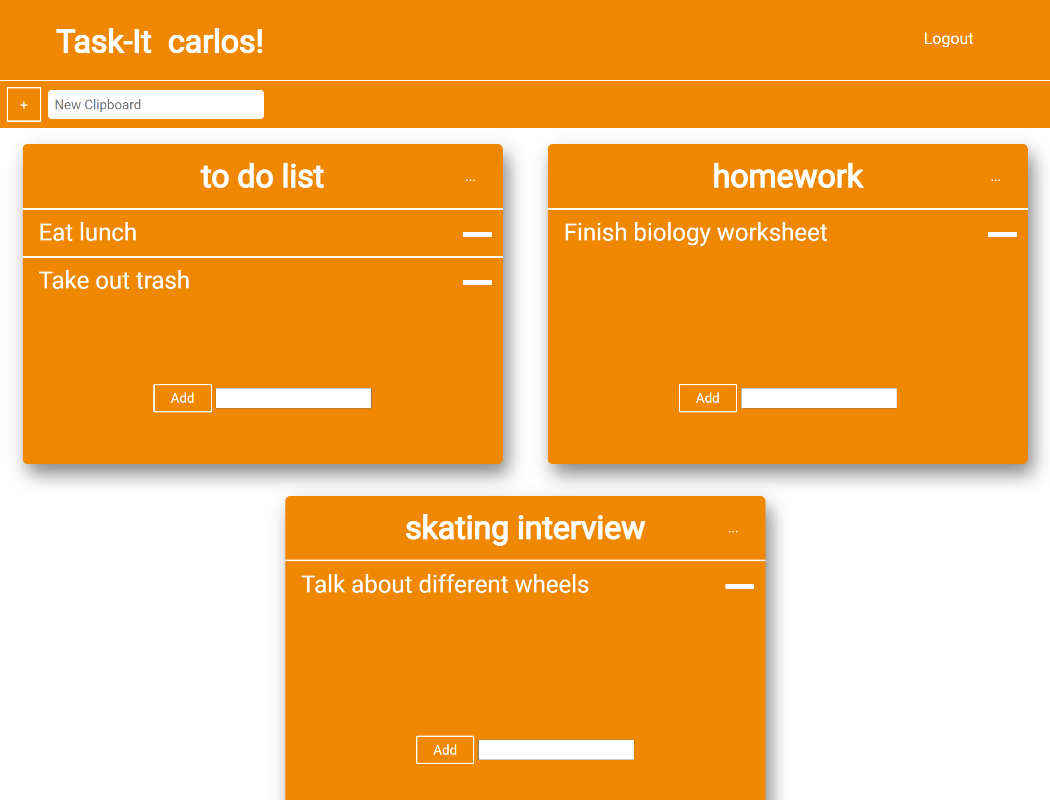 Task-It carlos!
Logout
+
New Clipboard
to do list
...
Eat lunch
Take out trash
Add
homework
...
Finish biology worksheet
Add
skating interview
...
Talk about different wheels
Add